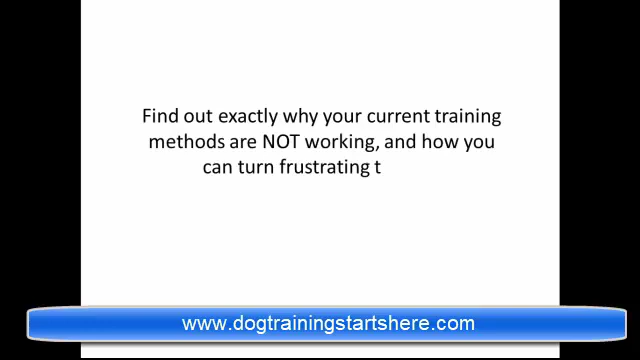 Find out exactly why your current training
methods are NOT working, and how you
can turn frustrating t
www.dogtrainingstartshere.com